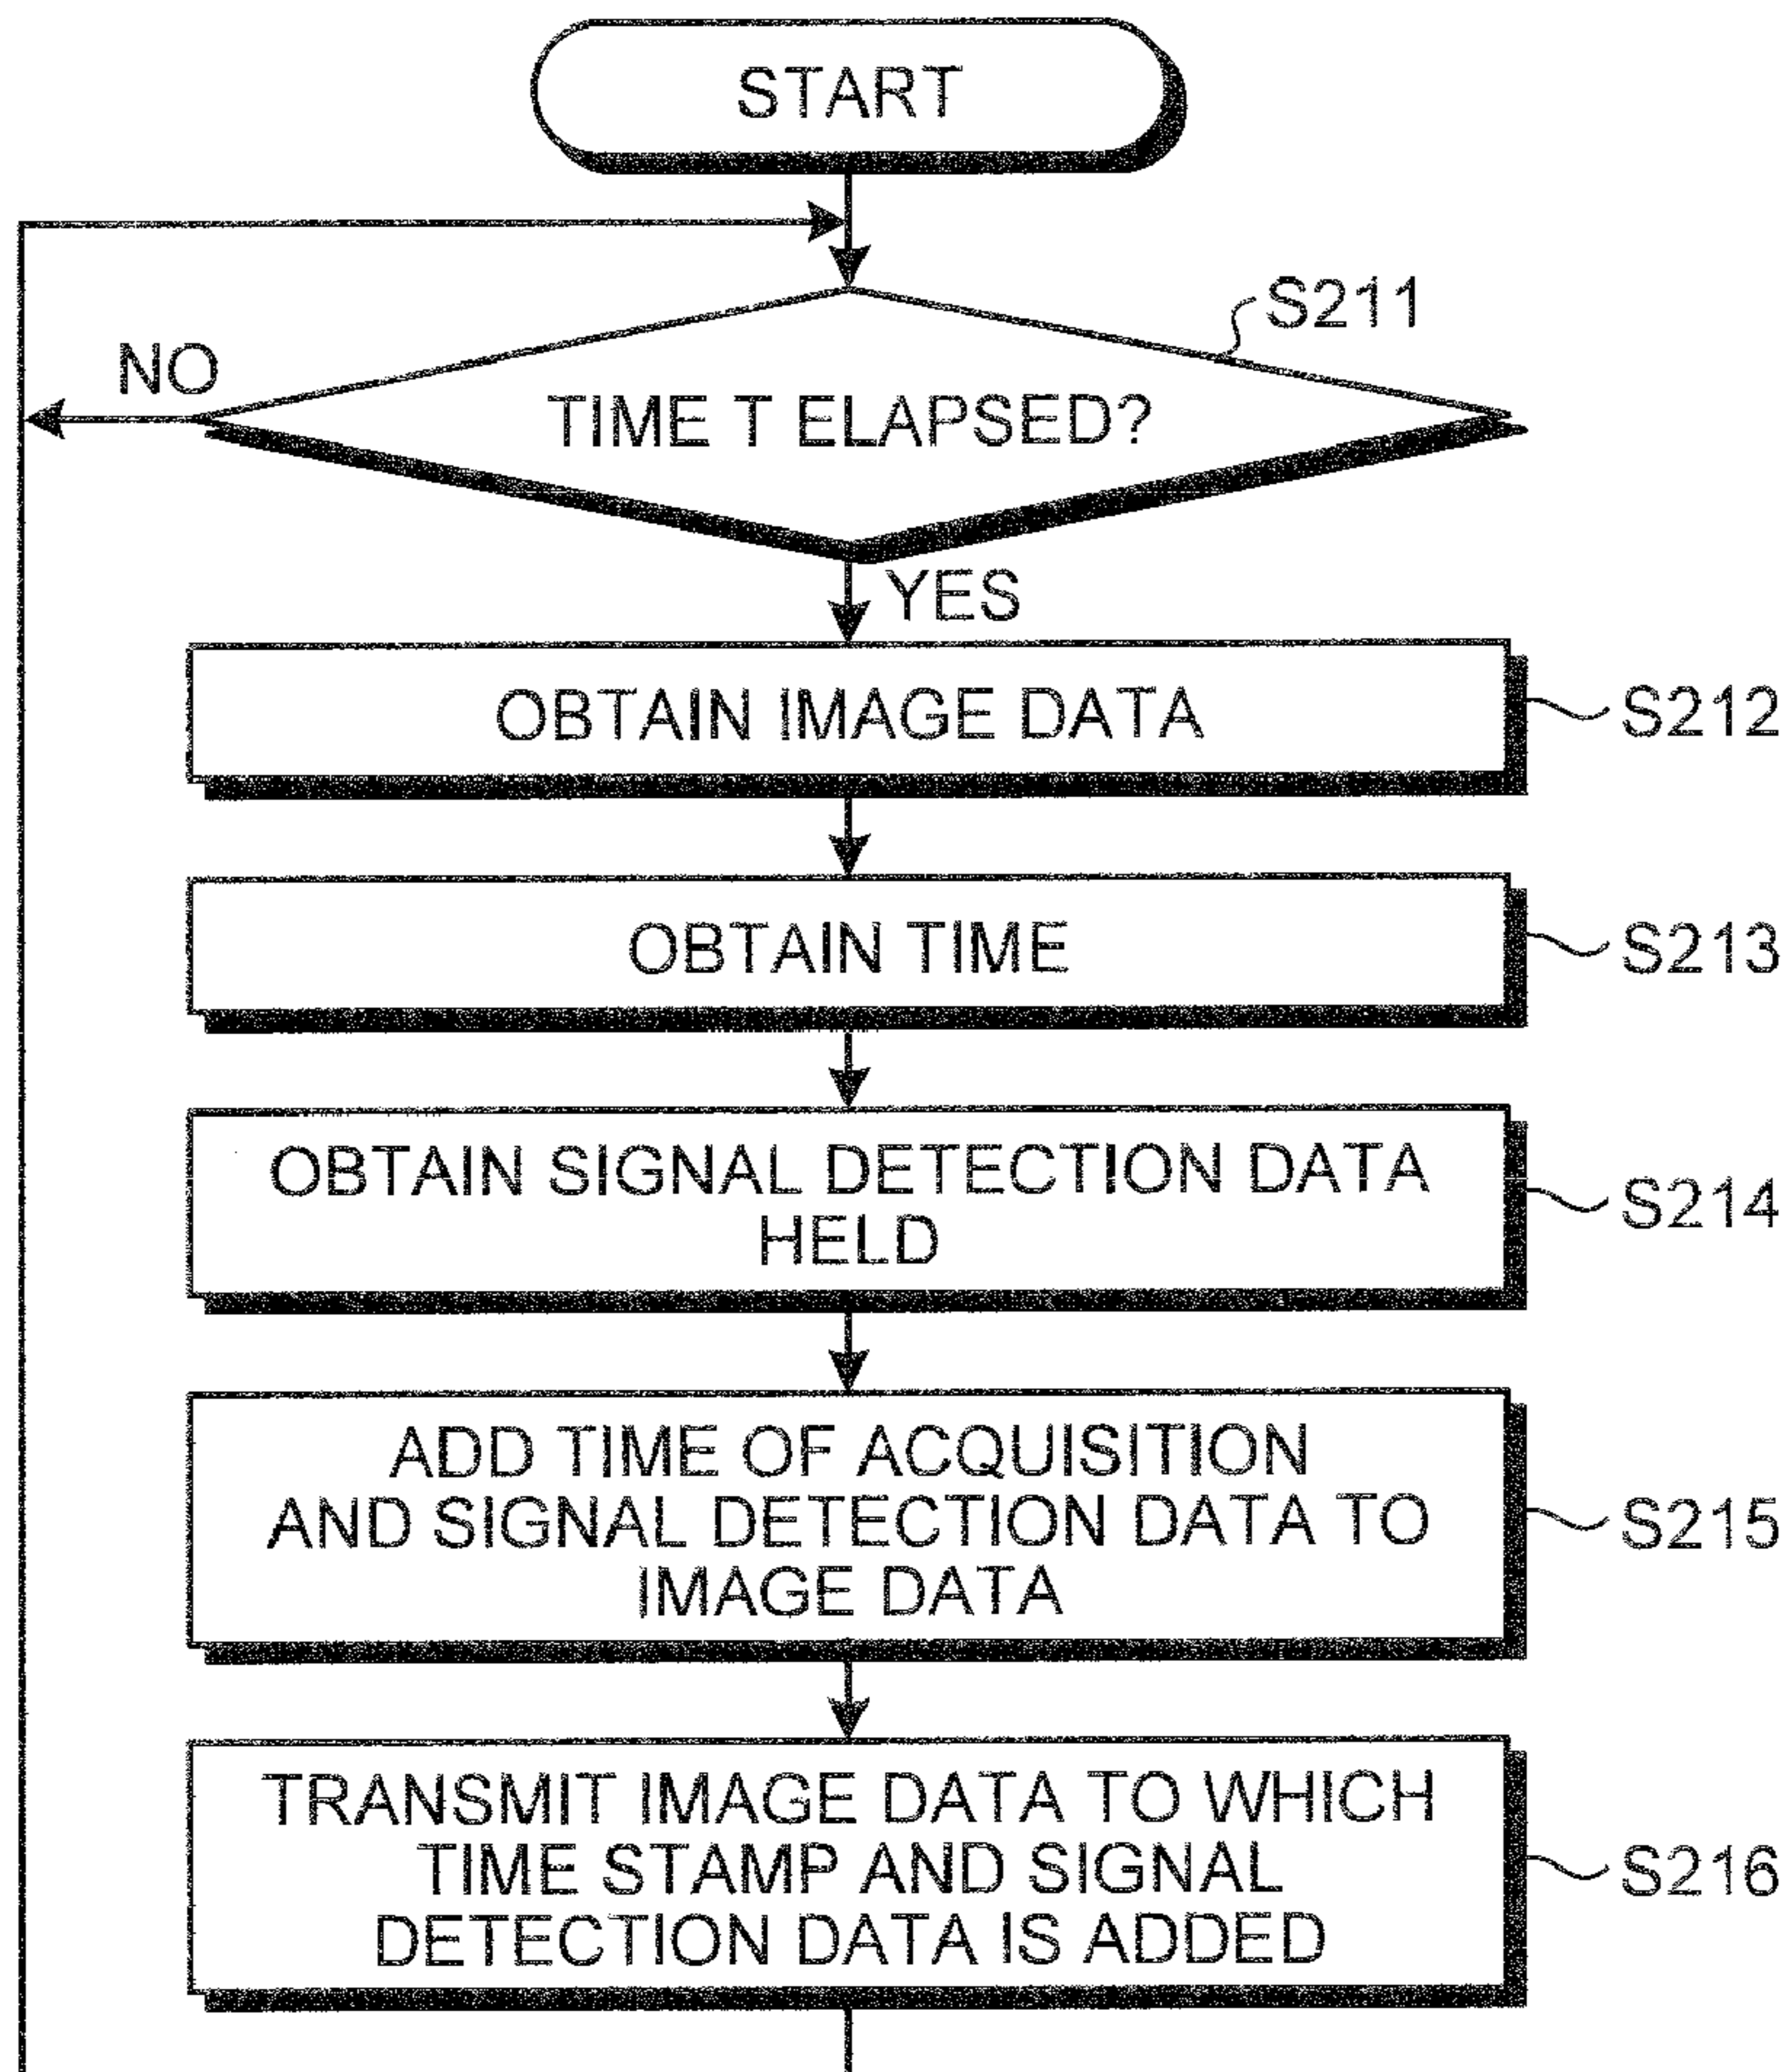 START
S211
NO
TIME T ELAPSED?
YES
OBTAIN IMAGE DATA
S212
OBTAIN TIME
S213
OBTAIN SIGNAL DETECTION DATA
HELD
S214
ADD TIME OF ACQUISITION
AND SIGNAL DETECTION DATA TO
IMAGE DATA
S215
TRANSMIT IMAGE DATA TO WHICH
TIME STAMP AND SIGNAL
DETECTION DATA IS ADDED
S216